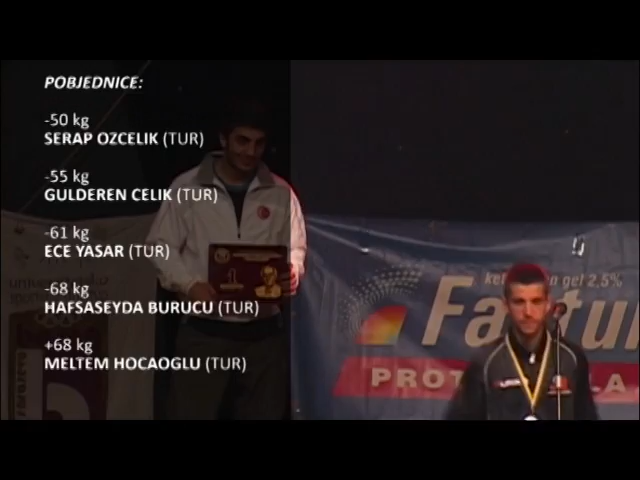 POBJEDNICE:
-50 kg
SERAP OZCELIK (TUR)
-55 kg
GULDEREN CELIK (TUR)
-61 kg
ECE YASAR (TUR)
-68 kg
HAFSASEYDA BURUCU (TUR)
+68 kg
MELTEM HOCAOGLU (TUR)
1
gel 2,5%